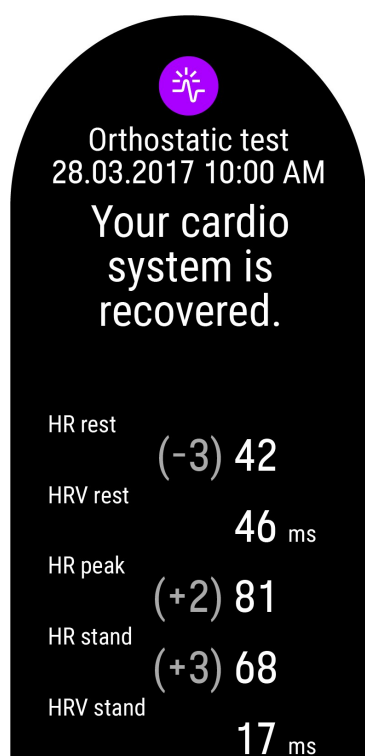 Orthostatic test
28.03.2017 10:00 AM
Your cardio
system is
recovered.
HR rest
(-3) 42
HRV rest
46 ms
HR peak
(+2) 81
HR stand
(+3) 68
HRV stand
17 ms